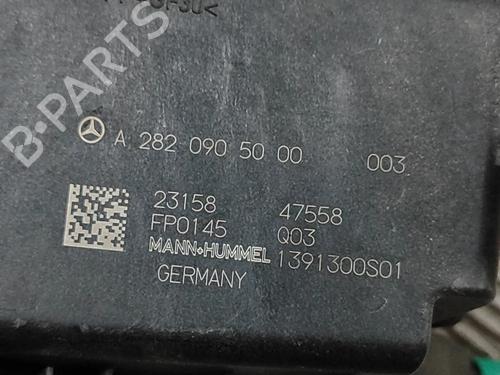 A 282 090 50 00 003
23158 47558
FP0145 Q03
MANN+HUMMEL 1391300S01
GERMANY
B-Parts